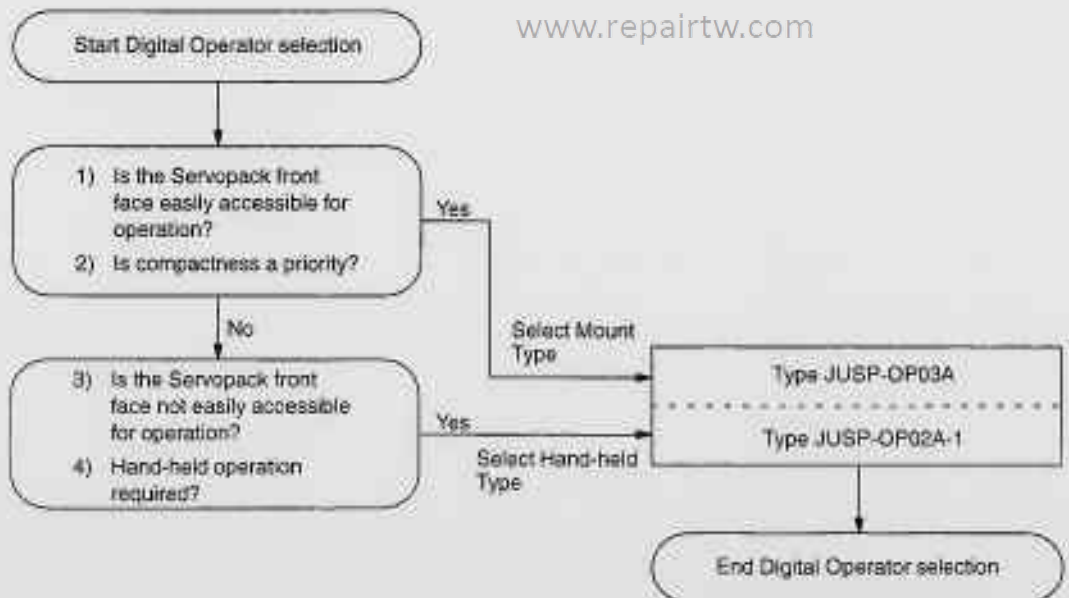 www.repairtw.com
Start Digital Operator selection
1) Is the Servopack front
face easily accessible for
operation?
2) Is compactness a priority?
Yes
No
Select Mount
Type
3) Is the Servopack front
face not easily accessible
for operation?
4) Hand-held operation
required?
Yes
Select Hand-held
Type
Type JUSP-OP03A
Type JUSP-OP02A-1
End Digital Operator selection